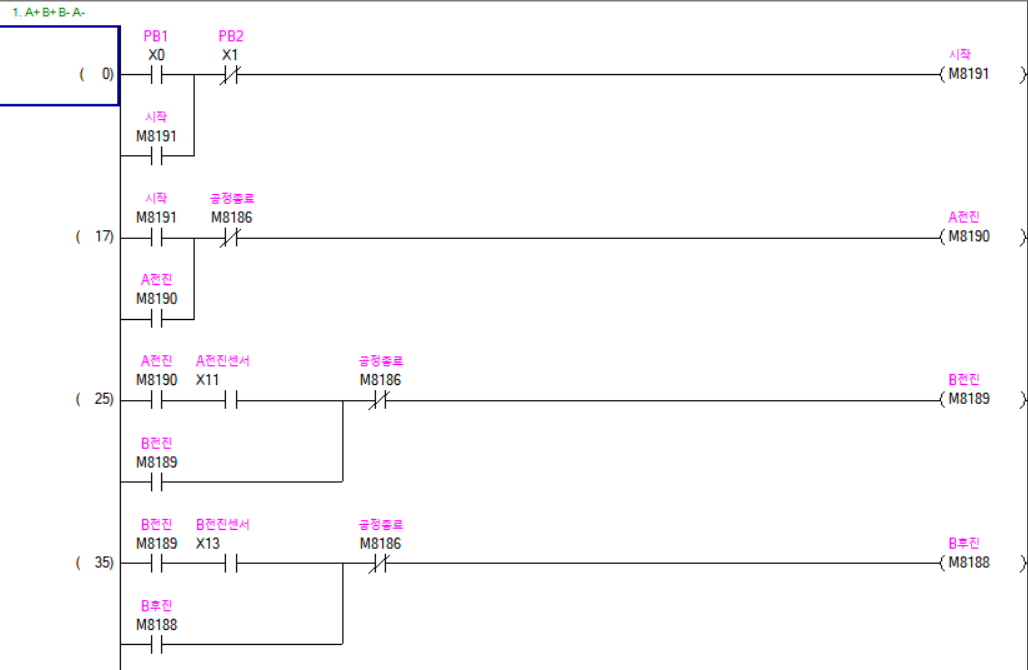 1. A+ B+ B- A-
PB1 PB2
X0 X1 시작
( 0) M8191
시작
M8191
시작 공정종료
M8191 M8186 A전진
( 17) M8190
A전진
M8190
A전진 A전진센서 공정종료
M8190 X11 M8186 B전진
( 25) M8189
B전진
M8189
B전진 B전진센서 공정종료
M8189 X13 M8186 B후진
( 35) M8188
B후진
M8188